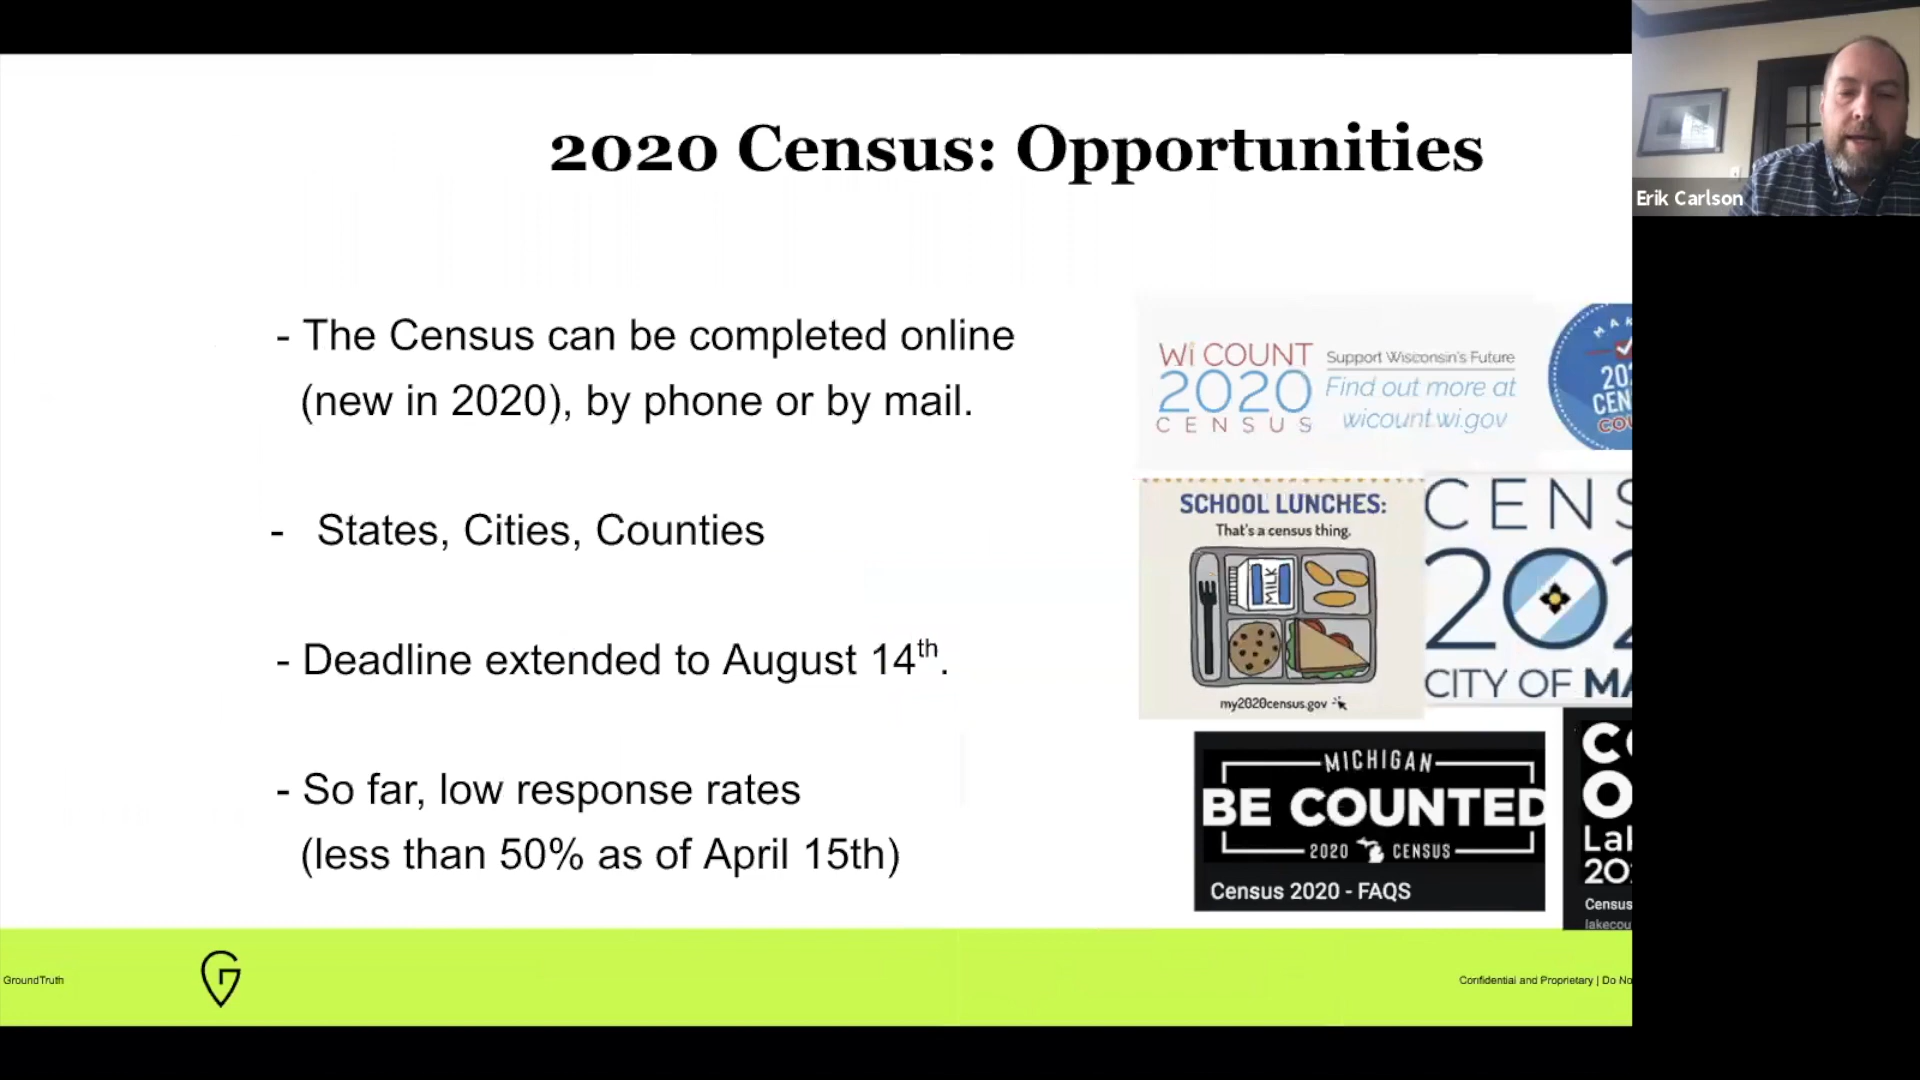 2020 Census: Opportunities
Erik Carlson
- The Census can be completed online
(new in 2020), by phone or by mail.
- States, Cities, Counties
- Deadline extended to August 14th.
- So far, low response rates
(less than 50% as of April 15th)
Wi COUNT
2020
CENSUS
Support Wisconsin's Future
Find out more at
wicount.wi.gov
SCHOOL LUNCHES:
That's a census thing.
MILK
my2020census.gov
CITY OF
MICHIGAN
BE COUNTED
2020 CENSUS
Census 2020 - FAQS
Census
GroundTruth
Confidential and Proprietary | Do